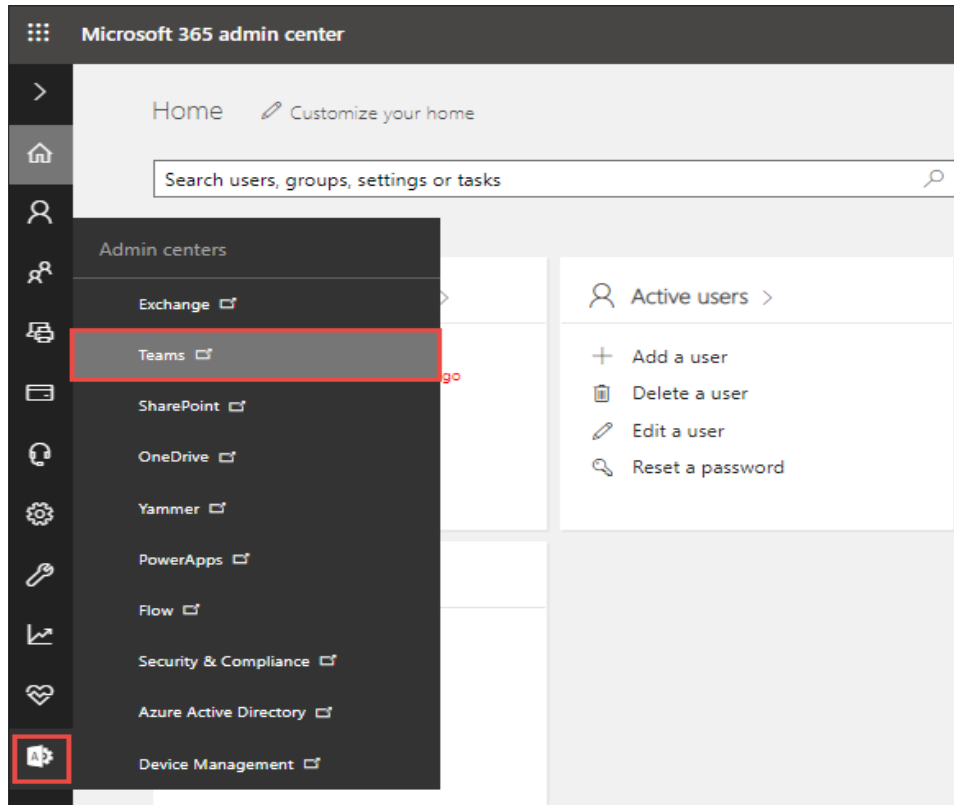 Microsoft 365 admin center
Home Customize your home
Search users, groups, settings or tasks
Admin centers
Exchange
Teams
SharePoint
OneDrive
Yammer
PowerApps
Flow
Security & Compliance
Azure Active Directory
Device Management
go
Active users
Add a user
Delete a user
Edit a user
Reset a password